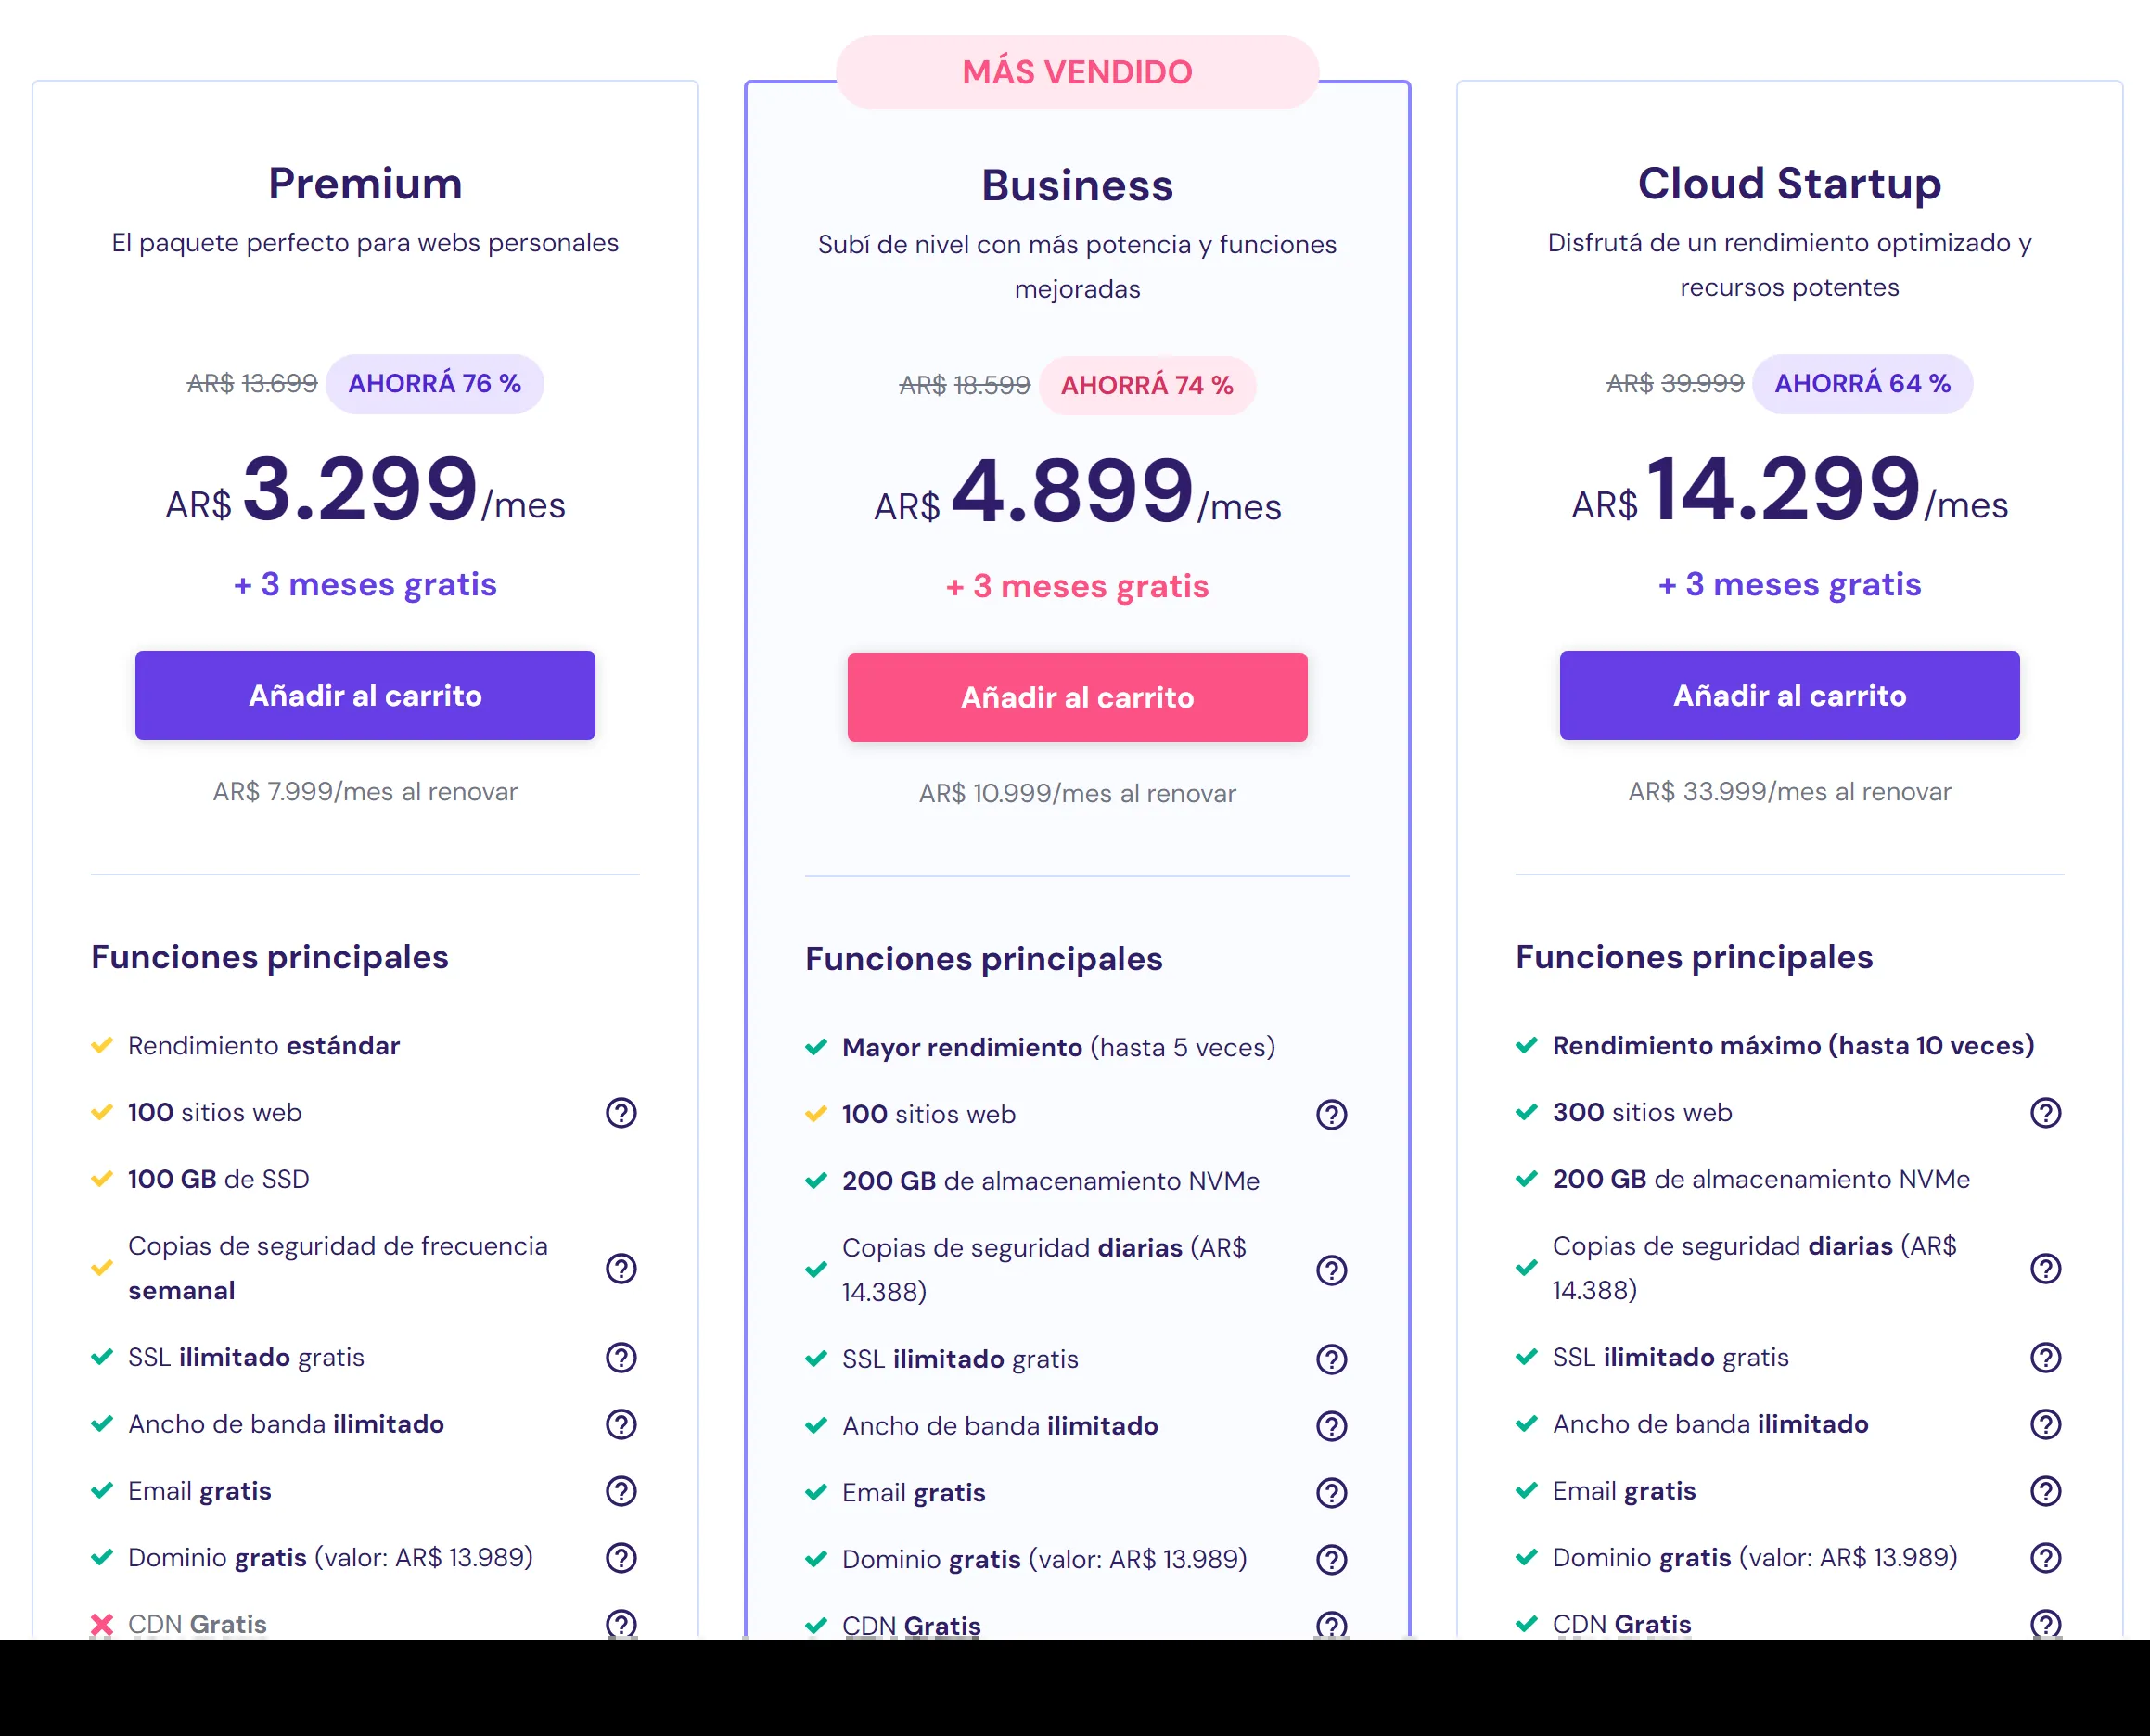 MÁS VENDIDO
Premium
El paquete perfecto para webs personales
AR$ 13.699 AHORRÁ 76 %
AR$ 3.299/mes
+ 3 meses gratis
Añadir al carrito
AR$ 7.999/mes al renovar
Funciones principales
Rendimiento estándar
100 sitios web
100 GB de SSD
Copias de seguridad de frecuencia
semanal
SSL ilimitado gratis
Ancho de banda ilimitado
Email gratis
Dominio gratis (valor: AR$ 13.989)
CDN Gratis
Business
Subí de nivel con más potencia y funciones
mejoradas
AR$ 18.599 AHORRÁ 74 %
AR$ 4.899/mes
+ 3 meses gratis
Añadir al carrito
AR$ 10.999/mes al renovar
Funciones principales
Mayor rendimiento (hasta 5 veces)
100 sitios web
200 GB de almacenamiento NVMe
Copias de seguridad diarias (AR$
14.388)
SSL ilimitado gratis
Ancho de banda ilimitado
Email gratis
Dominio gratis (valor: AR$ 13.989)
CDN Gratis
Cloud Startup
Disfrutá de un rendimiento optimizado y
recursos potentes
AR$ 39.999 AHORRÁ 64 %
AR$ 14.299/mes
+ 3 meses gratis
Añadir al carrito
AR$ 33.999/mes al renovar
Funciones principales
Rendimiento máximo (hasta 10 veces)
300 sitios web
200 GB de almacenamiento NVMe
Copias de seguridad diarias (AR$
14.388)
SSL ilimitado gratis
Ancho de banda ilimitado
Email gratis
Dominio gratis (valor: AR$ 13.989)
CDN Gratis